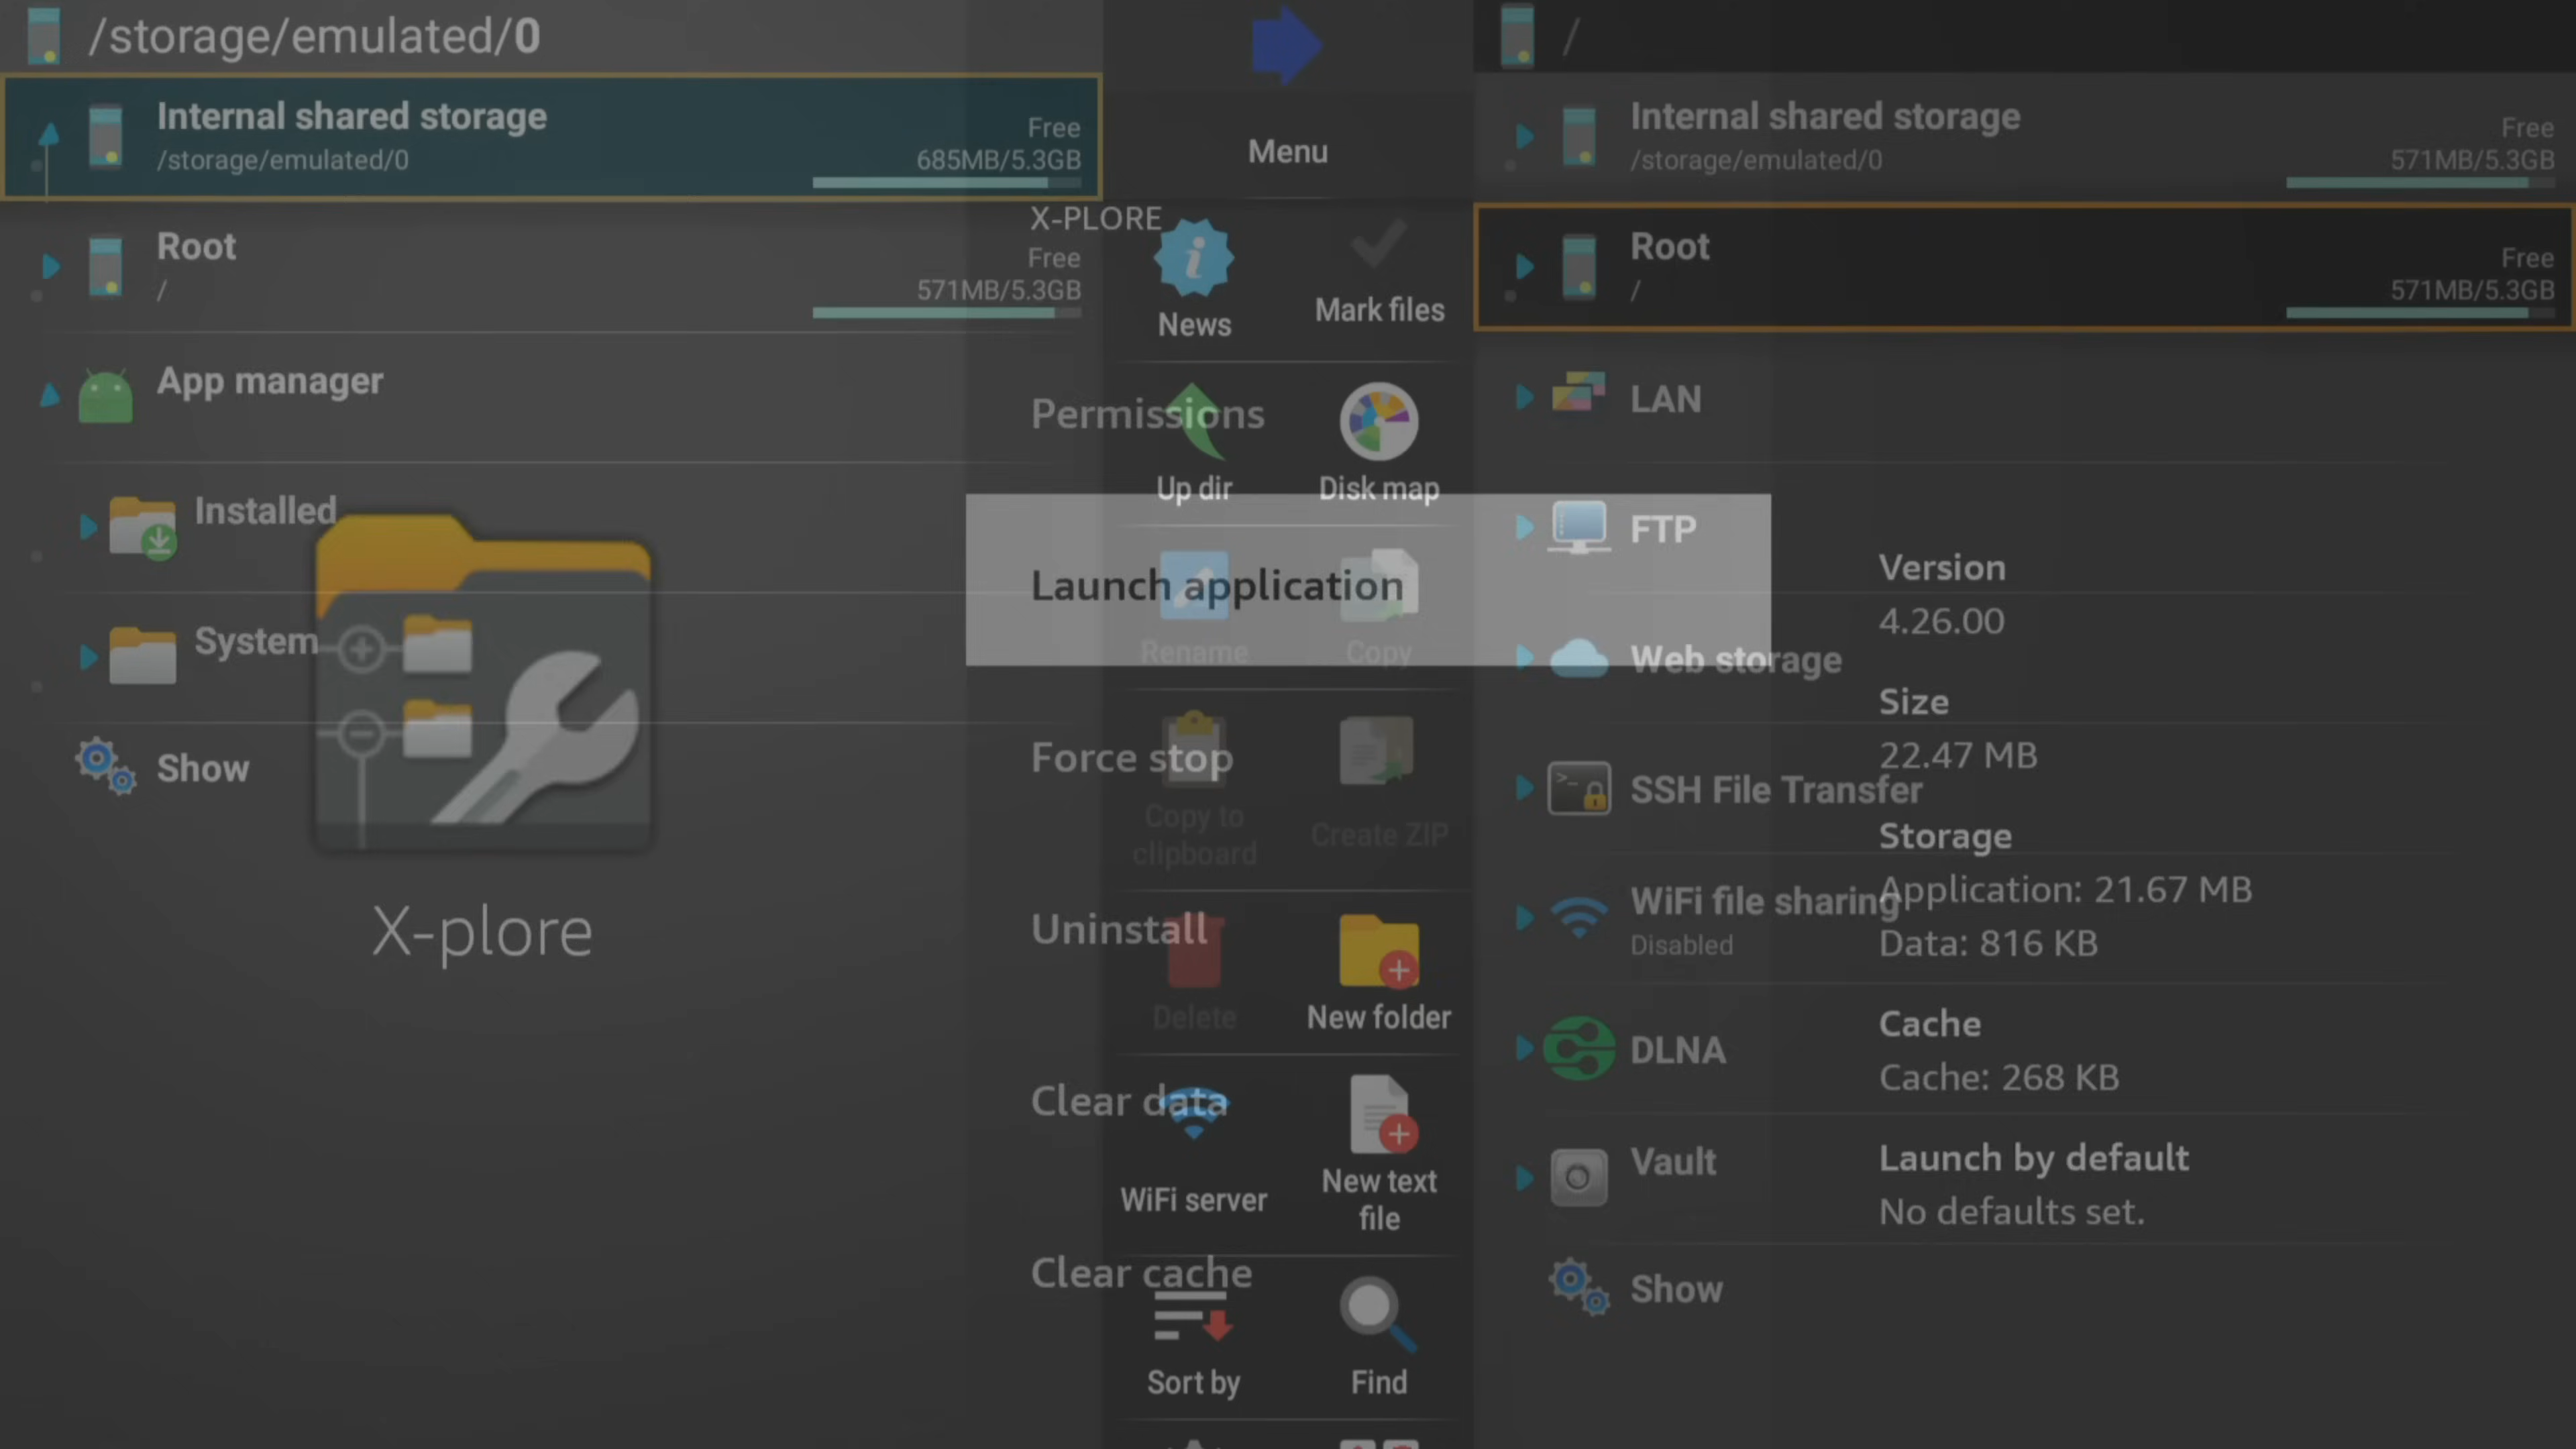 /storage/emulated/0
Internal shared storage
/storage/emulated/0
Free
685MB/5.3GB
Root
/
Free
571MB/5.3GB
App manager
Installed
System
Show
X-plore
Menu
News
Mark files
Up dir
Disk map
Rename
Copy
Copy to
clipboard
Create ZIP
Delete
New folder
WiFi server
New text
file
Sort by
Find
X-PLORE
Permissions
Launch application
Force stop
Uninstall
Clear data
Clear cache
/
Internal shared storage
/storage/emulated/0
Free
571MB/5.3GB
Root
/
Free
571MB/5.3GB
LAN
FTP
Web storage
SSH File Transfer
WiFi file sharing
Disabled
DLNA
Vault
Show
Version
4.26.00
Size
22.47 MB
Storage
Application: 21.67 MB
Data: 816 KB
Cache
Cache: 268 KB
Launch by default
No defaults set.